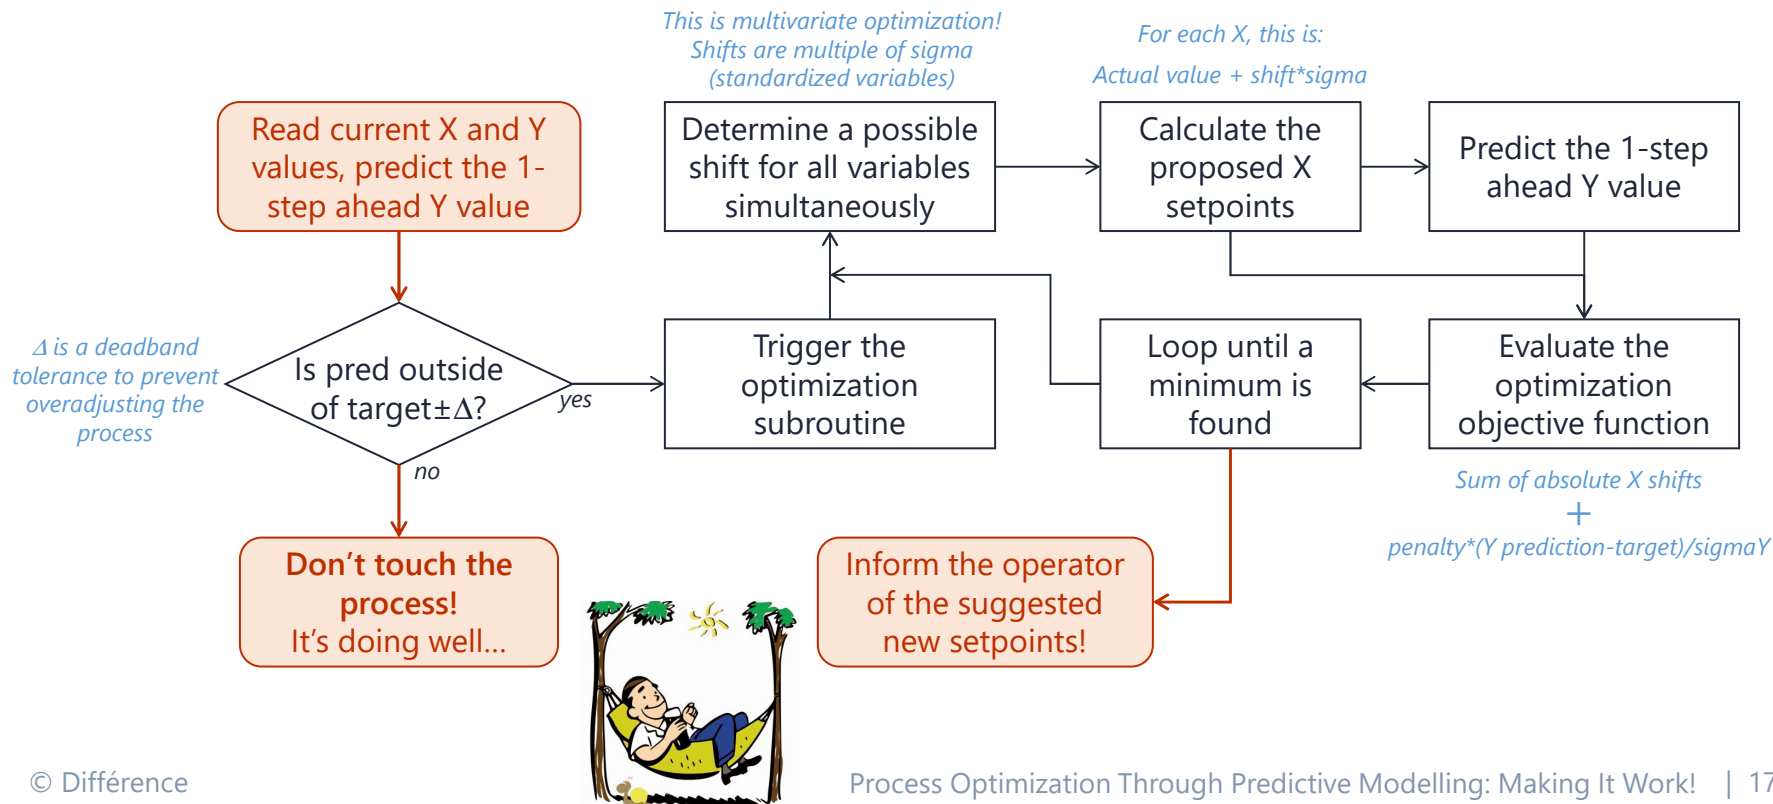 This is multivariate optimization!
Shifts are multiple of sigma
(standardized variables)
For each X, this is:
Actual value + shift*sigma
Read current X and Y
values, predict the 1-
step ahead Y value
Determine a possible
shift for all variables
simultaneously
Calculate the
proposed X
setpoints
Predict the 1-step
ahead Y value
Δ is a deadband
tolerance to prevent
overadjusting the
process
Is pred outside
of target±Δ?
yes
no
Trigger the
optimization
subroutine
Loop until a
minimum is
found
Evaluate the
optimization
objective function
Sum of absolute X shifts
+
penalty*(Y prediction-target)/sigmaY
Don’t touch the
process!
It’s doing well…
Inform the operator
of the suggested
new setpoints!
© Différence
Process Optimization Through Predictive Modelling: Making It Work! | 17